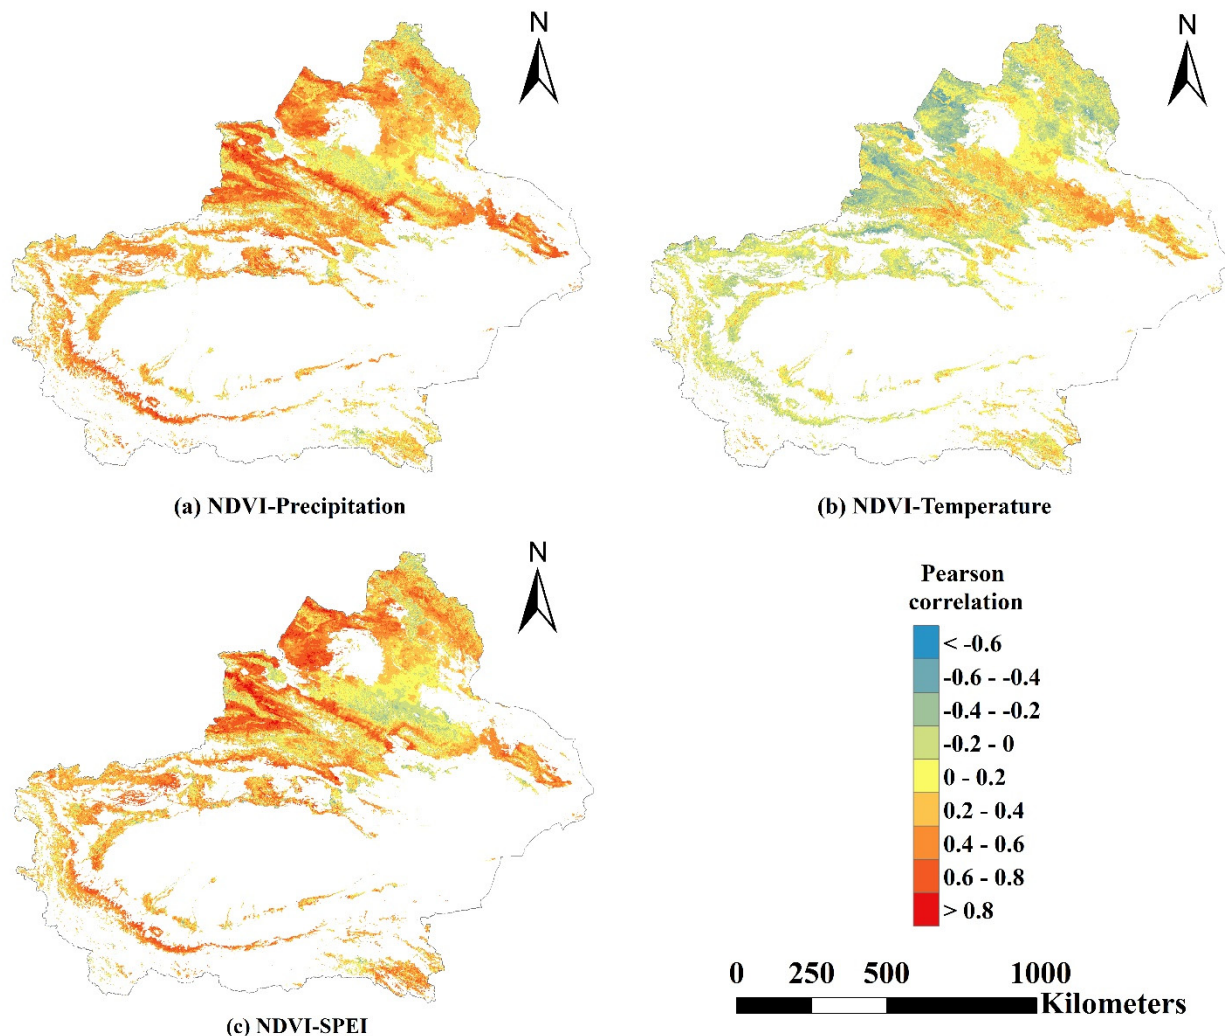 N
N
(a) NDVI-Precipitation
(b) NDVI-Temperature
N
Pearson
correlation
< -0.6
-0.6 - -0.4
-0.4 - -0.2
-0.2 - 0
0 - 0.2
0.2 - 0.4
0.4 - 0.6
0.6 - 0.8
> 0.8
0 250 500 1000
Kilometers
(c) NDVI-SPEI